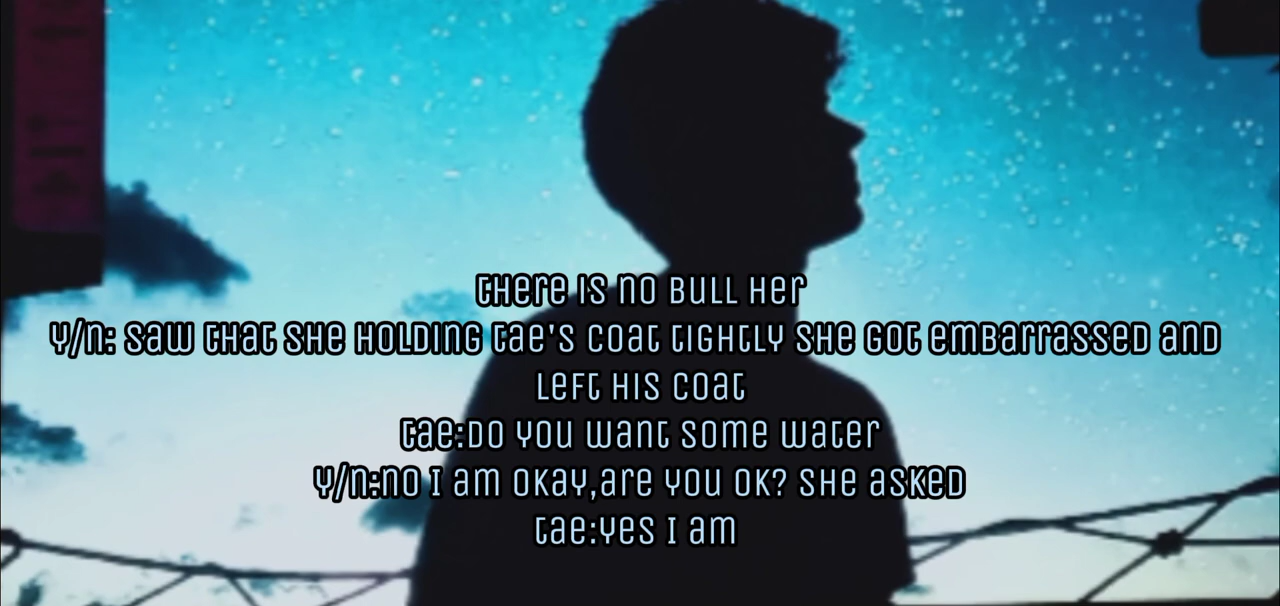 there is no bull her
Y/n: saw that she holding tae's coat tightly she got embarrassed and
left his coat
tae:Do you want some water
Y/n:no I am okay,are you ok? she asked
tae:yes I am